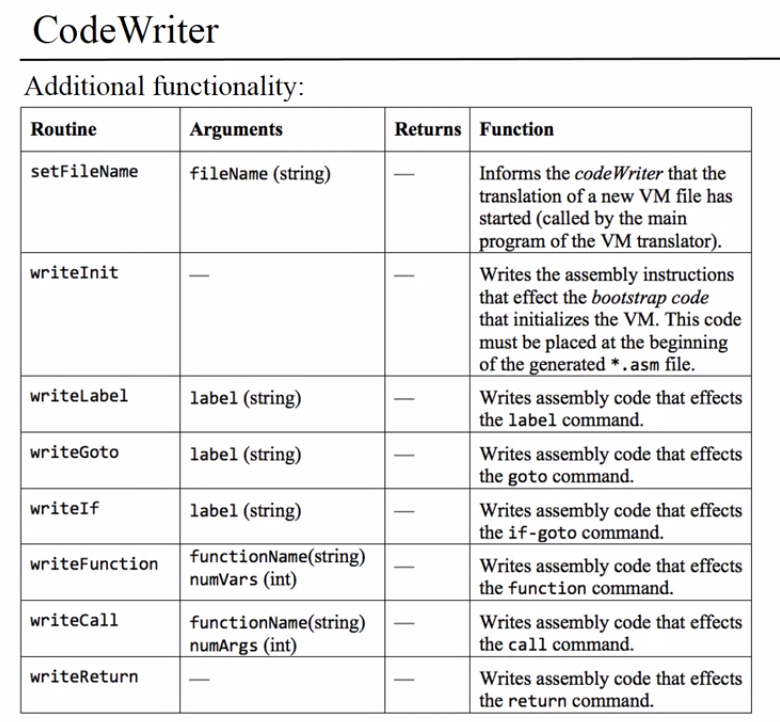 CodeWriter
Additional functionality:
Routine Arguments Returns Function
setFileName fileName (string) — Informs the codeWriter that the
translation of a new VM file has
started (called by the main
program of the VM translator).
writeInit — — Writes the assembly instructions
that effect the bootstrap code
that initializes the VM. This code
must be placed at the beginning
of the generated *.asm file.
writeLabel label (string) — Writes assembly code that effects
the label command.
writeGoto label (string) — Writes assembly code that effects
the goto command.
writeIf label (string) — Writes assembly code that effects
the if-goto command.
writeFunction functionName(string) — Writes assembly code that effects
numVars (int) the function command.
writeCall functionName(string) — Writes assembly code that effects
numArgs (int) the call command.
writeReturn — — Writes assembly code that effects
the return command.